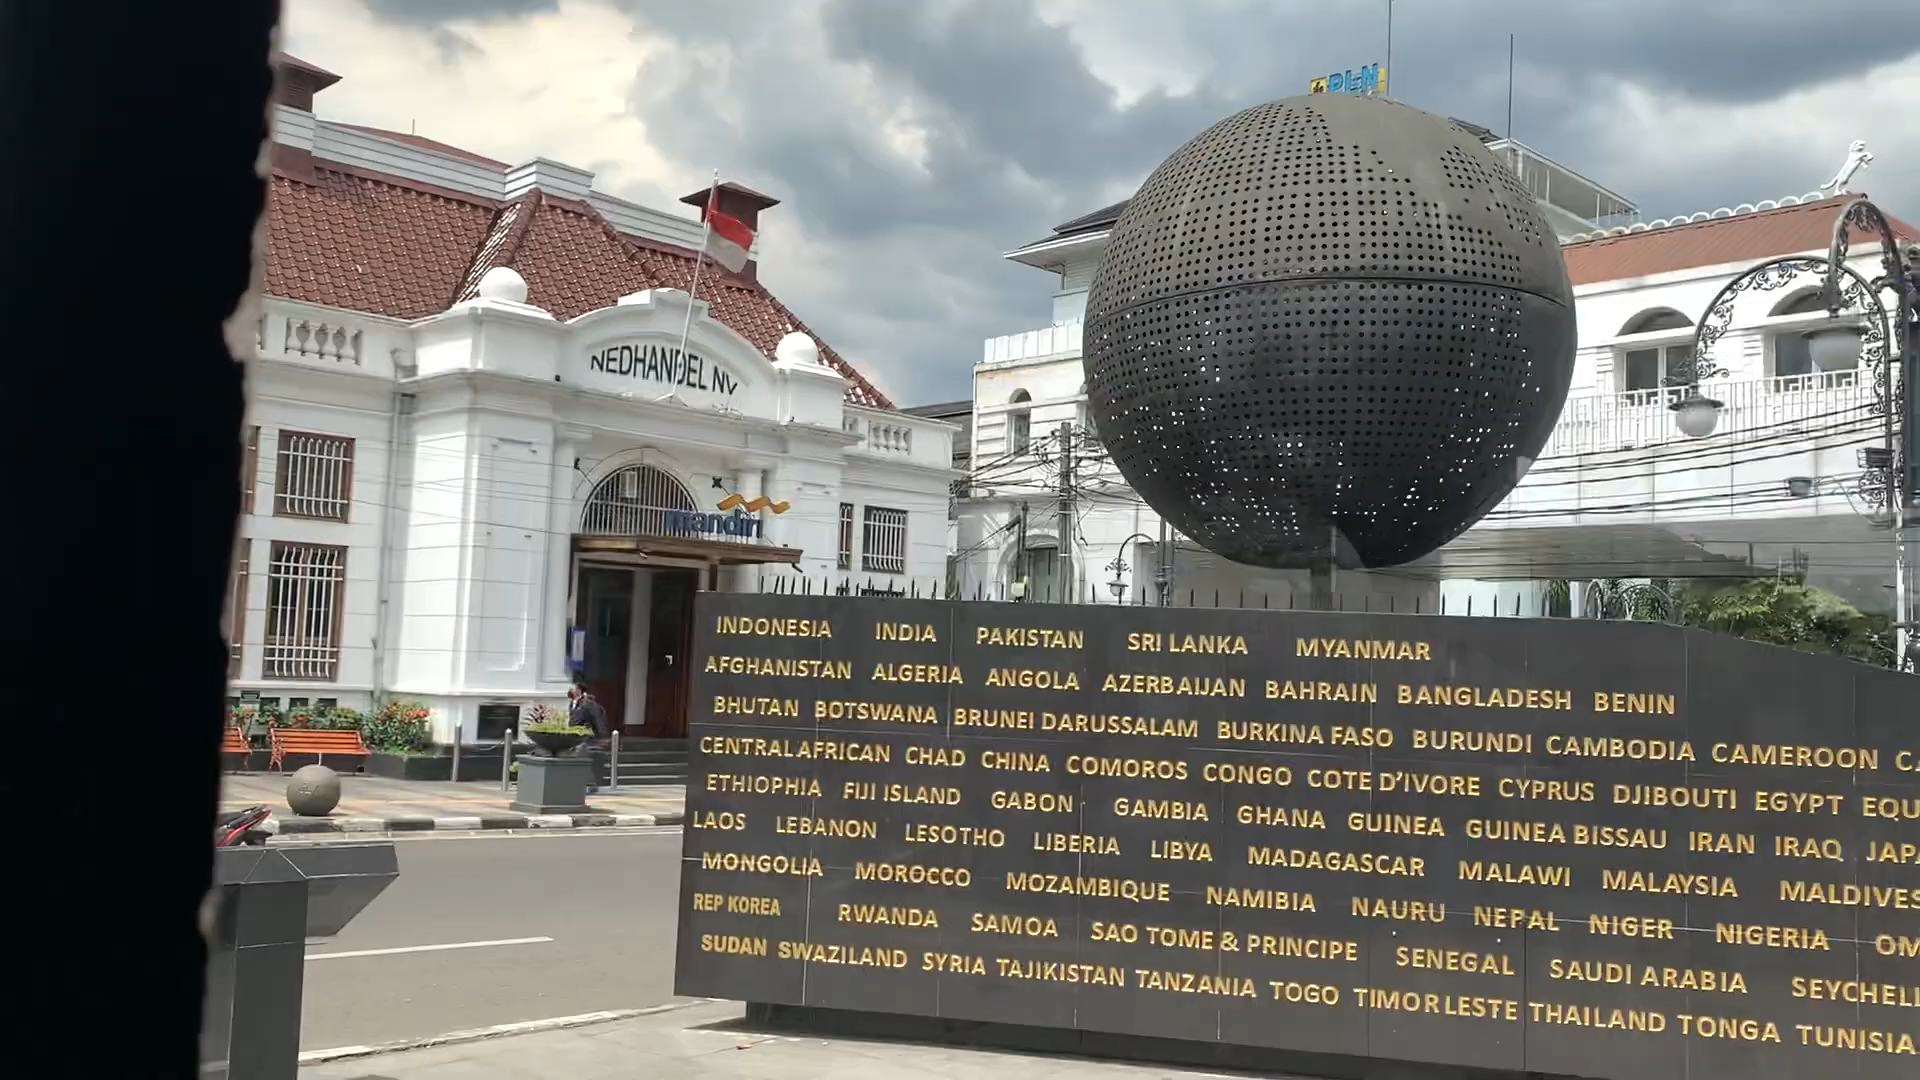 PLN
NEDHANDEL NV
mandiri
INDONESIA INDIA PAKISTAN SRI LANKA MYANMAR
AFGHANISTAN ALGERIA ANGOLA AZERBAIJAN BAHRAIN BANGLADESH BENIN
BHUTAN BOTSWANA BRUNEI DARUSSALAM BURKINA FASO BURUNDI CAMBODIA CAMEROON
CENTRAL AFRICAN CHAD CHINA COMOROS CONGO COTE D'IVORE CYPRUS DJIBOUTI EGYPT EQU
ETHIOPHIA FIJI ISLAND GABON GAMBIA GHANA GUINEA GUINEA BISSAU IRAN IRAQ JAPA
LAOS LEBANON LESOTHO LIBERIA LIBYA MADAGASCAR MALAWI MALAYSIA MALDIVES
MONGOLIA MOROCCO MOZAMBIQUE NAMIBIA NAURU NEPAL NIGER NIGERIA OM
REP KOREA RWANDA SAMOA SAO TOME & PRINCIPE SENEGAL SAUDI ARABIA SEYCHELL
SUDAN SWAZILAND SYRIA TAJIKISTAN TANZANIA TOGO TIMOR LESTE THAILAND TONGA TUNISIA